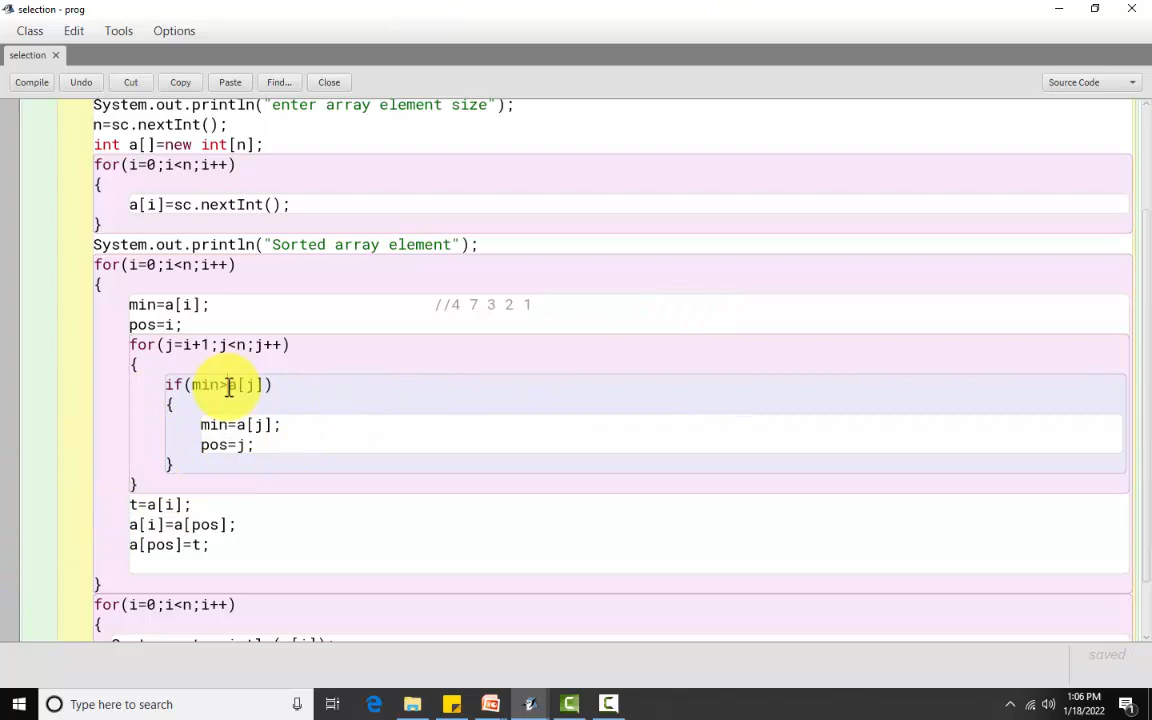 selection - prog
Class Edit Tools Options
selection ×
Compile Undo Cut Copy Paste Find... Close Source Code
System.out.println("enter array element size");
n=sc.nextInt();
int a[]=new int[n];
for(i=0;i<n;i++)
{
a[i]=sc.nextInt();
}
System.out.println("Sorted array element");
for(i=0;i<n;i++)
{
min=a[i]; //4 7 3 2 1
pos=i;
for(j=i+1;j<n;j++)
{
if(min>a[j])
{
min=a[j];
pos=j;
}
}
t=a[i];
a[i]=a[pos];
a[pos]=t;
}
for(i=0;i<n;i++)
{
saved
Type here to search
1:06 PM
1/18/2022
1